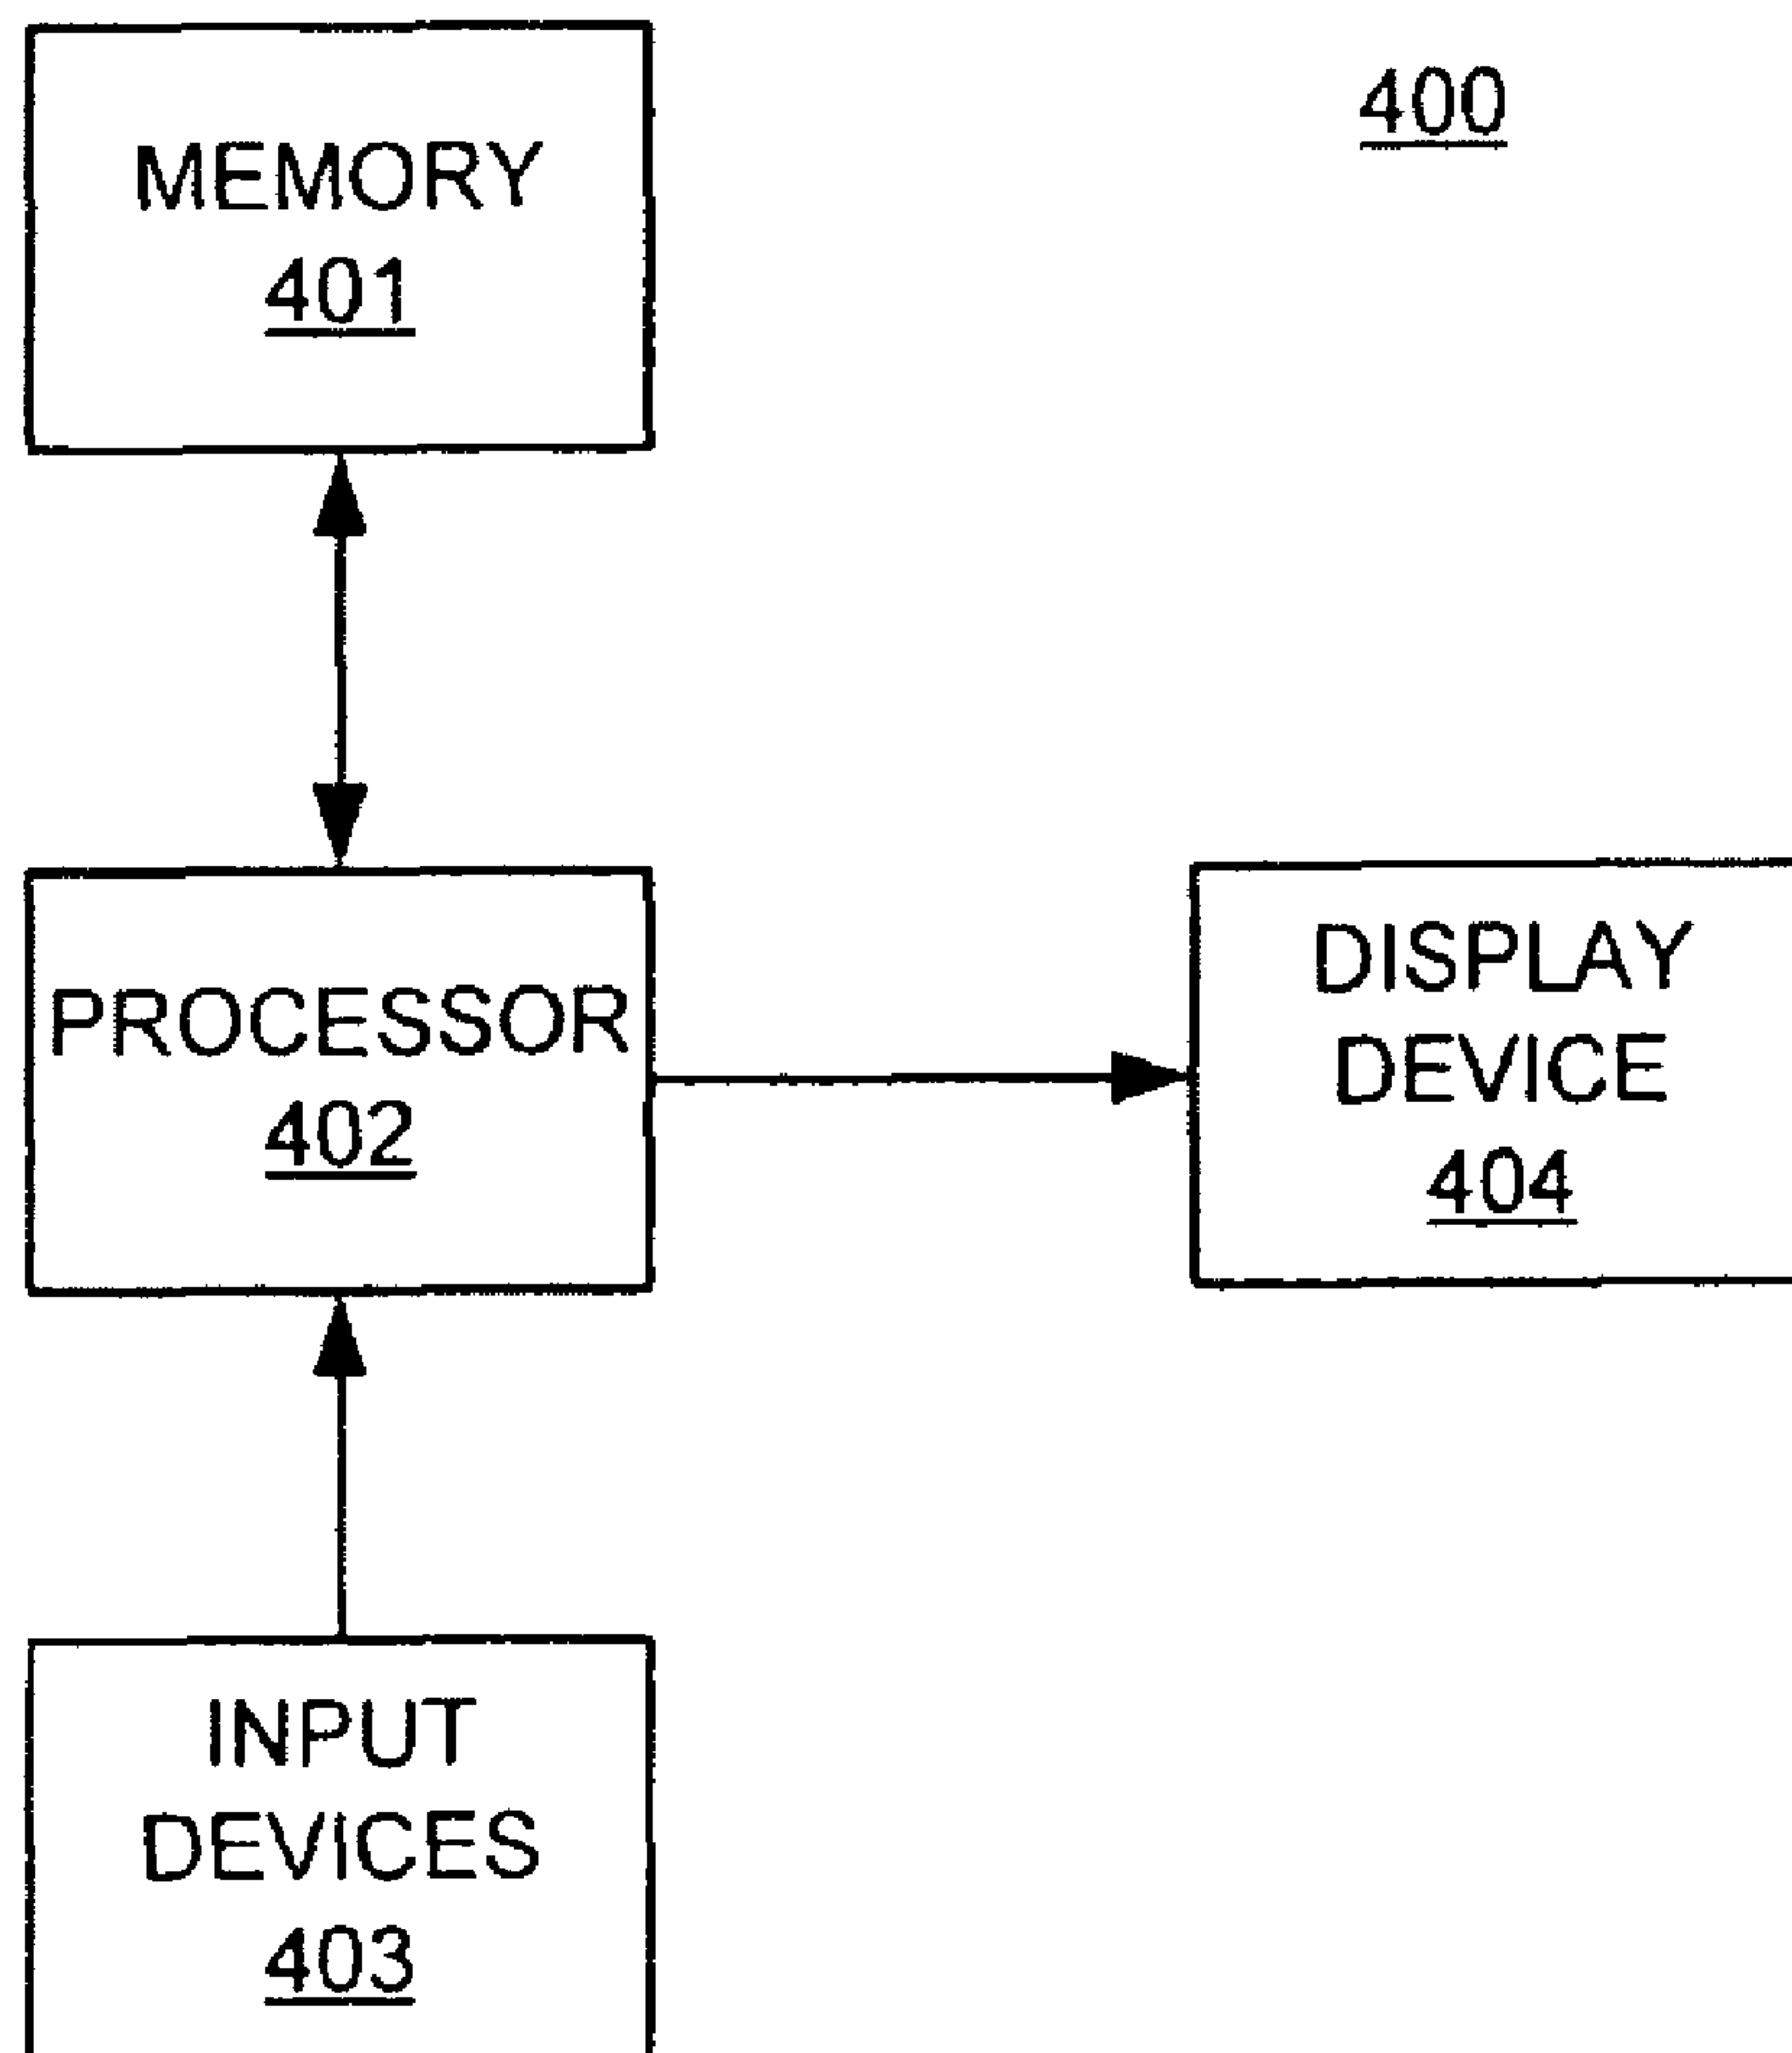 400
MEMORY
401
PROCESSOR
402
DISPLAY
DEVICE
404
INPUT
DEVICES
403